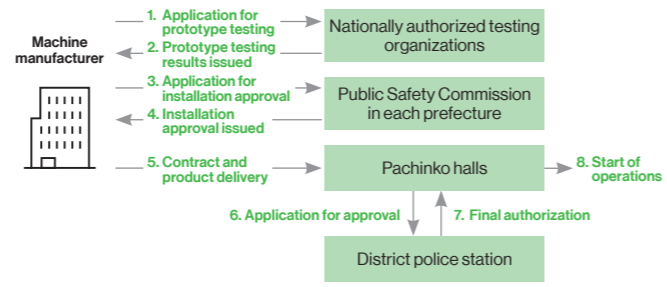 1. Application for
prototype testing
Nationally authorized testing
organizations
Machine
manufacturer
2. Prototype testing
results issued
3. Application for
installation approval
Public Safety Commission
in each prefecture
4. Installation
approval issued
5. Contract and
product delivery
Pachinko halls
8. Start of
operations
6. Application for approval
7. Final authorization
District police station